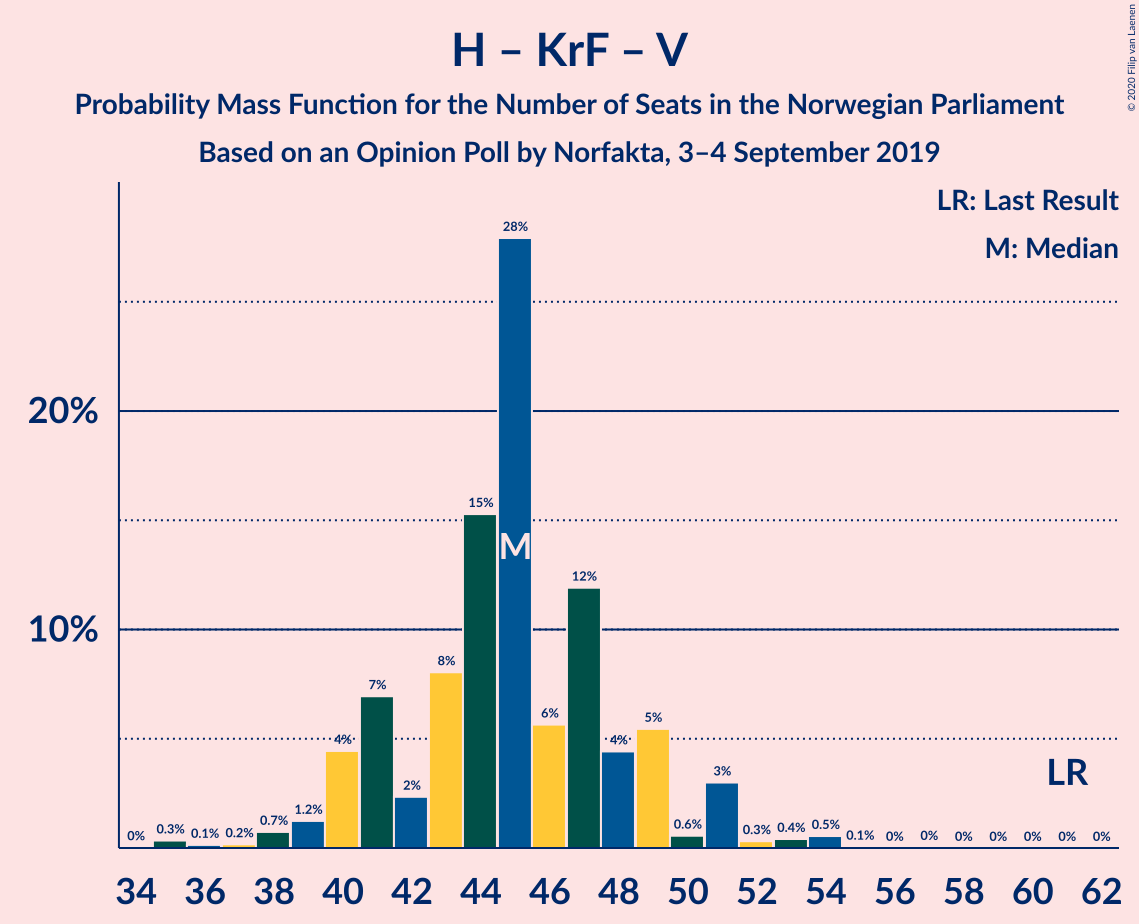 © 2020 Filip van Laenen
H – KrF – V
Probability Mass Function for the Number of Seats in the Norwegian Parliament
Based on an Opinion Poll by Norfakta, 3–4 September 2019
LR: Last Result
M: Median
20%
10%
0% 0.3% 0.1% 0.2% 0.7% 1.2% 4% 7% 2% 8% 15% 28% 6% 12% 4% 5% 0.6% 3% 0.3% 0.4% 0.5% 0.1% 0% 0% 0% 0% 0% 0% 0%
M
LR
34 36 38 40 42 44 46 48 50 52 54 56 58 60 62